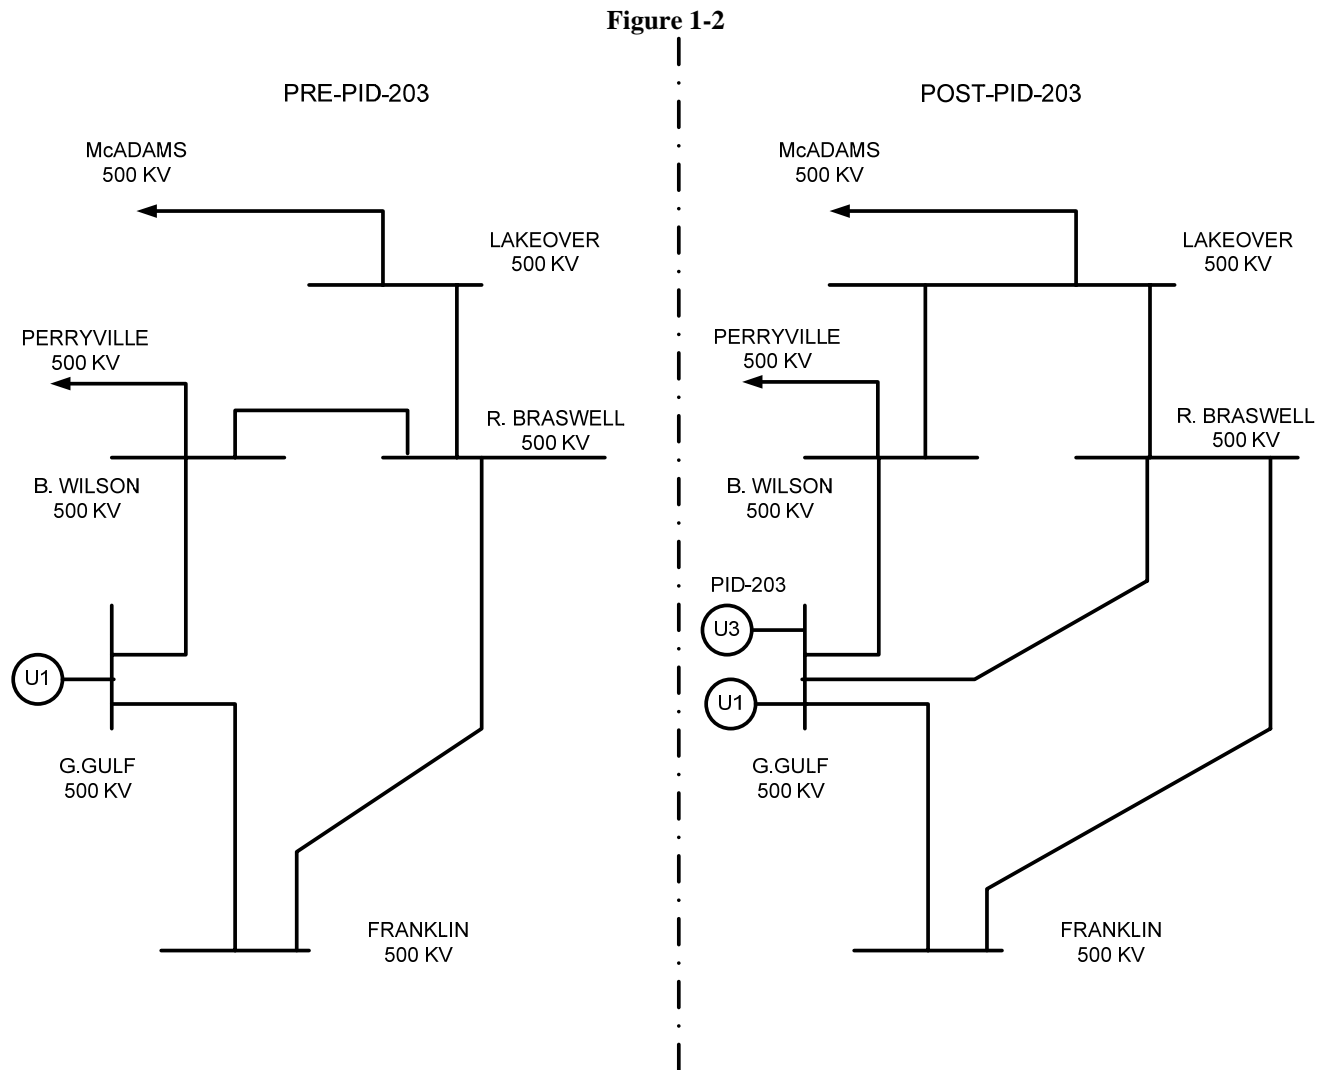 Figure 1-2
PRE-PID-203
McADAMS
500 KV
LAKEOVER
500 KV
PERRYVILLE
500 KV
R. BRASWELL
500 KV
B. WILSON
500 KV
U1
G.GULF
500 KV
FRANKLIN
500 KV
POST-PID-203
McADAMS
500 KV
LAKEOVER
500 KV
PERRYVILLE
500 KV
R. BRASWELL
500 KV
B. WILSON
500 KV
PID-203
U3
U1
G.GULF
500 KV
FRANKLIN
500 KV